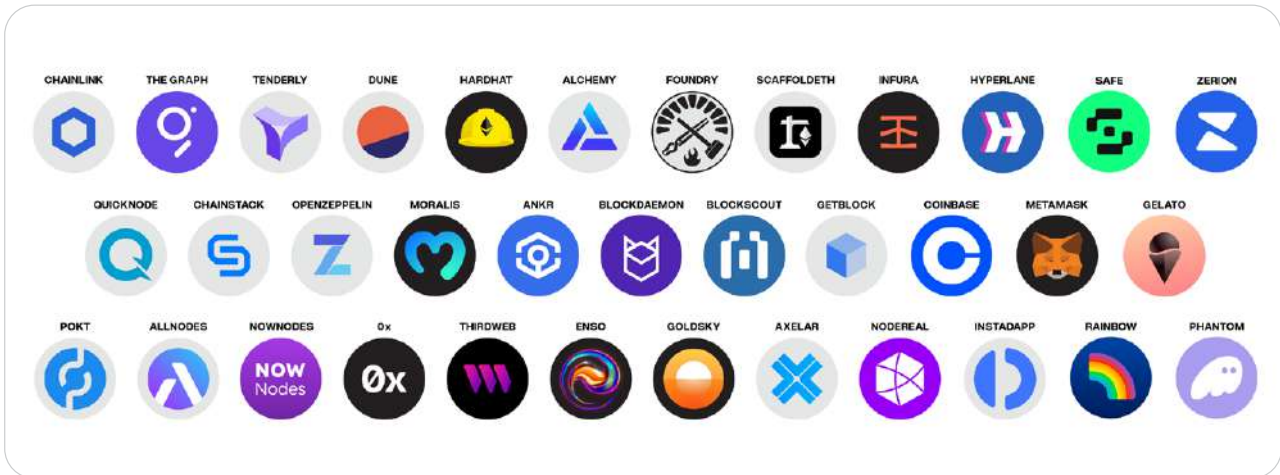 CHAINLINK THE GRAPH TENDERLY DUNE HARDHAT ALCHEMY FOUNDRY SCAFFOLDETH INFURA HYPERLANE SAFE ZERION
QUICKNODE CHAINSTACK OPENZEPPELIN MORALIS ANKR BLOCKDAEMON BLOCKSCOUT GETBLOCK COINBASE METAMASK GELATO
POKT ALLNODES NOWNODES 0x THIRDWEB ENSO GOLDSKY AXELAR NODEREAL INSTADAPP RAINBOW PHANTOM
NOW
Nodes
0x